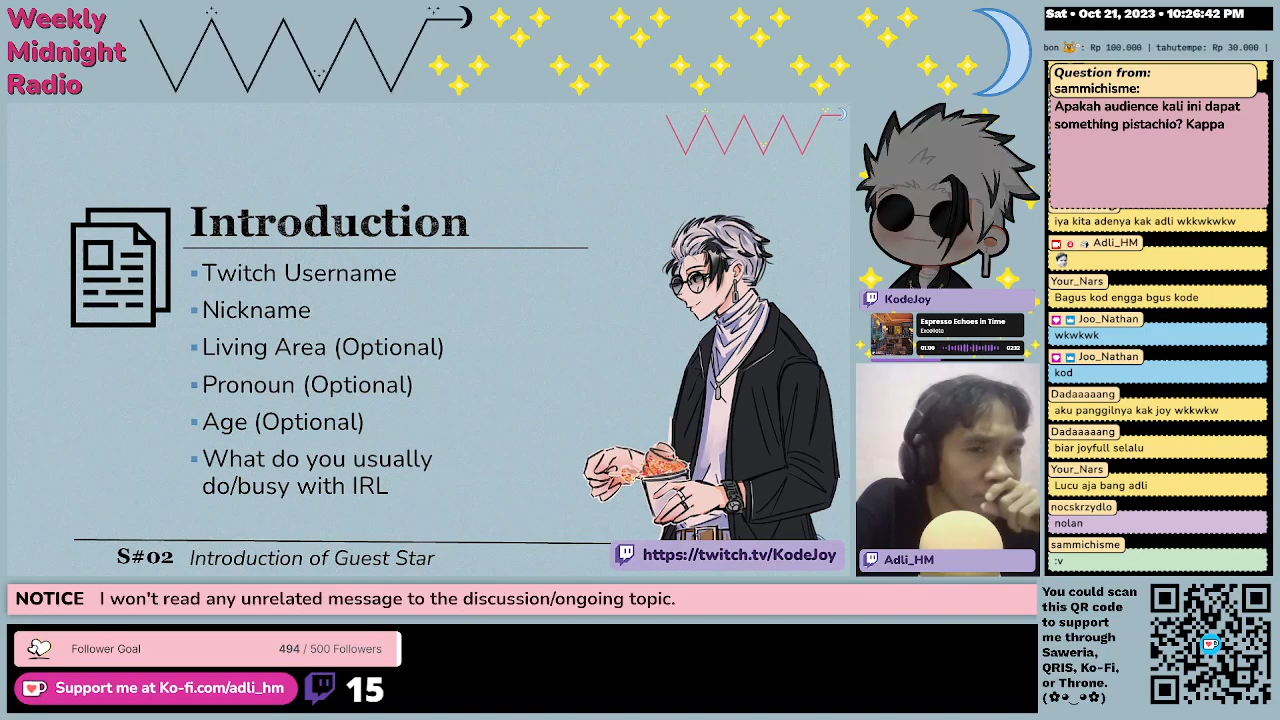 Weekly
Midnight
Radio
Sat • Oct 21, 2023 • 10:26:42 PM
bon : Rp 100.000 | tahutempe: Rp 30.000 |
Question from:
sammichisme:
Apakah audience kali ini dapat
something pistachio? Kappa
Introduction
Twitch Username
Nickname
Living Area (Optional)
Pronoun (Optional)
Age (Optional)
What do you usually
do/busy with IRL
S#02 Introduction of Guest Star
https://twitch.tv/KodeJoy
KodeJoy
Espresso Echoes in Time
01:00
02:12
Adli_HM
iya kita adenya kak adli wkwkwkw
Adli_HM
Your_Nars
Bagus kod engga bgus kode
Joo_Nathan
wkwkwk
Joo_Nathan
kod
Dadaaaaang
aku panggilnya kak joy wkwkw
Dadaaaaang
biar joyfull selalu
Your_Nars
Lucu aja bang adli
nocskrzydlo
nolan
sammichisme
:v
NOTICE I won't read any unrelated message to the discussion/ongoing topic.
Follower Goal 494 / 500 Followers
Support me at Ko-fi.com/adli_hm
15
You could scan
this QR code
to support
me through
Saweria,
QRIS, Ko-Fi,
or Throne.
(✿◕‿◕✿)